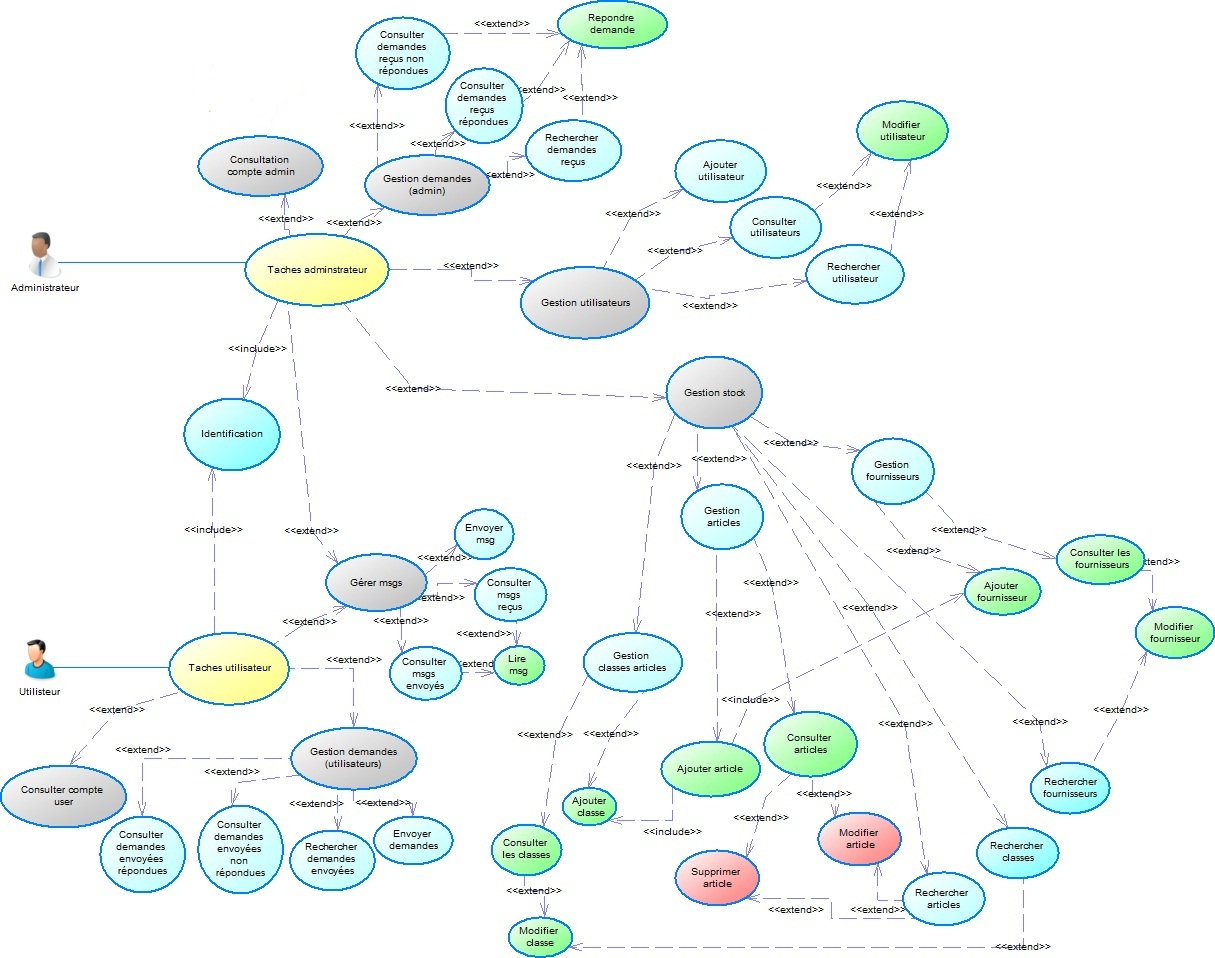 <<extend>>
Repondre
demande
Consulter
demandes
reçus non
répondues
Consulter
demandes
reçus
répondues
extend>>
<<extend>>
<<extend>>
<<extend>>
Rechercher
demandes
reçus
Modifier
utilisateur
Consultation
compte admin
Gestion demandes
(admin)
<<extend>>
Ajouter
utilisateur
<<extend>>
<<extend>>
<<extend>>
<<extend>>
<<extend>>
Consulter
utilisateurs
<<extend>>
Taches adminstrateur
<<extend>>
Rechercher
utilisateur
Administrateur
Gestion utilisateurs
<<extend>>
<<include>>
<<extend>>
Gestion stock
Identification
<<extend>>
<<extend>>
<<extend>>
Gestion
fournisseurs
Gestion
articles
<<include>>
<<extend>>
Envoyer
msg
<<extend>>
<<extend>>
<<extend>>
Consulter les
fournisseurs
xtend>>
Gérer msgs
Consulter
msgs
reçus
extend>>
<<extend>>
Ajouter
fournisseur
<<extend>>
<<extend>>
<<extend>>
<<extend>>
<<extend>>
Modifier
fournisseur
Taches utilisateur
<<extend>>
Consulter
msgs
envoyés
extend
Lire
msg
Gestion
classes articles
Utilisteur
<<extend>>
<<include>>
<<extend>>
<<extend>>
<<extend>>
<<extend>>
<<extend>>
<<extend>>
Gestion demandes
(utilisateurs)
Consulter
articles
Ajouter article
<<extend>>
Consulter compte
user
<<extend>>
<<extend>>
Rechercher
fournisseurs
Ajouter
classe
<<extend>>
<<extend>>
<<include>>
Consulter
demandes
envoyées
répondues
Consulter
demandes
envoyées
non
répondues
Rechercher
demandes
envoyées
Envoyer
demandes
Consulter
les classes
Modifier
article
Rechercher
classes
Supprimer
article
<<extend>>
Rechercher
articles
<<extend>>
<<extend>>
Modifier
classe
<<extend>>